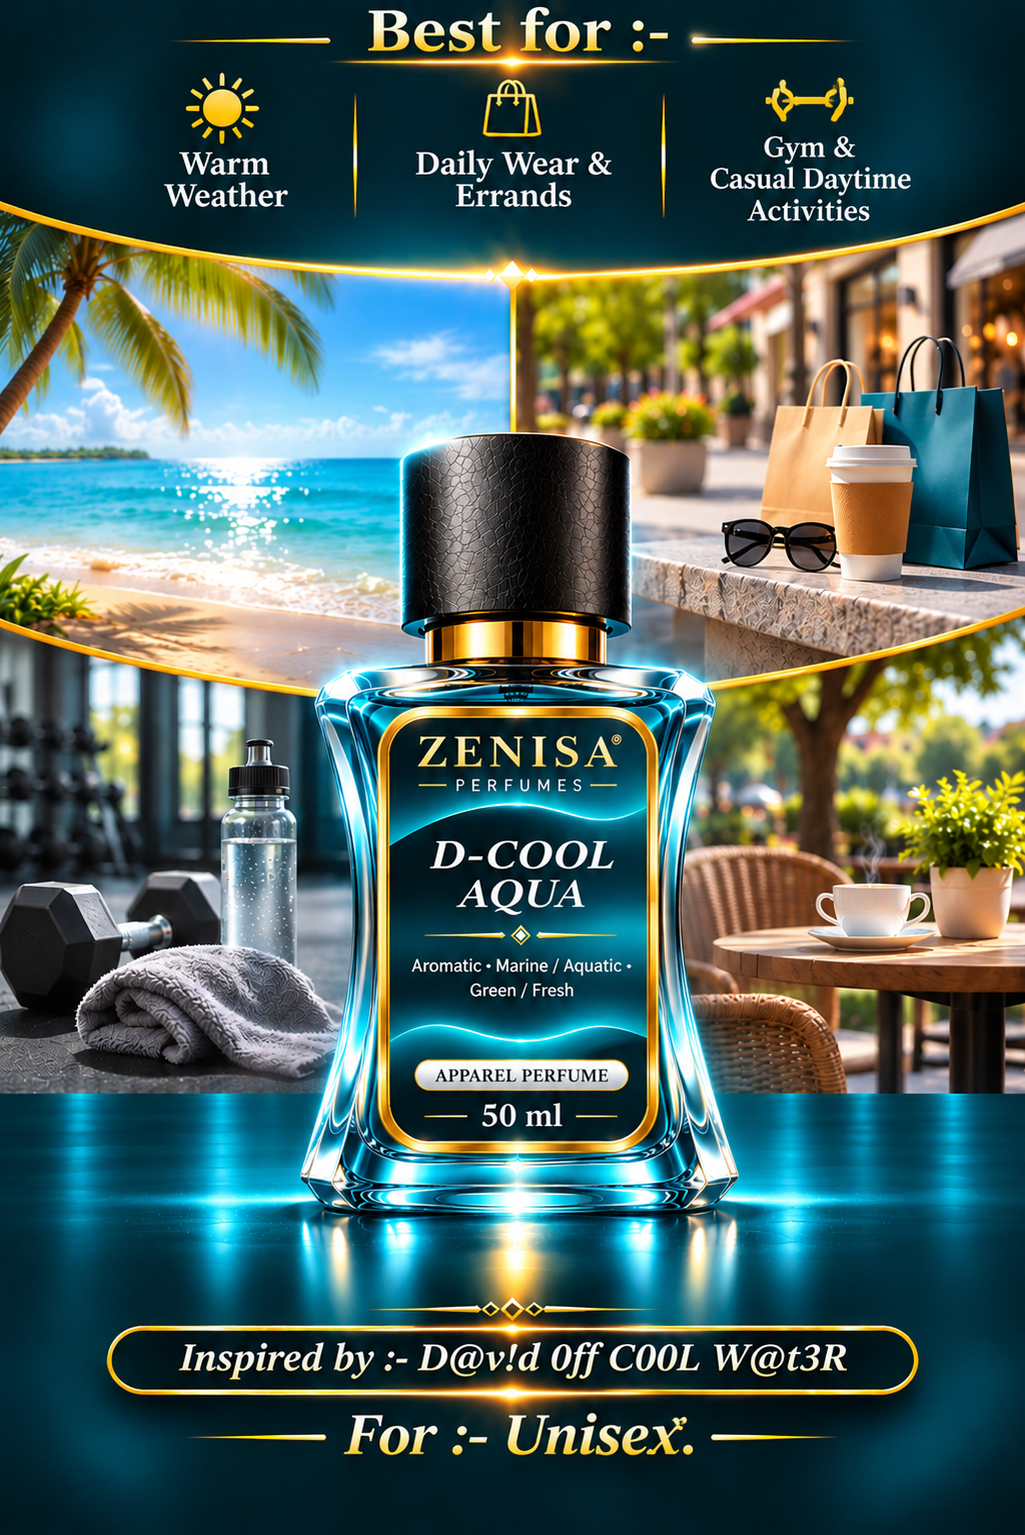 Best for :-
Warm
Weather
Daily Wear &
Errands
Gym &
Casual Daytime
Activities
ZENISA
PERFUMES
D-COOL
AQUA
Aromatic • Marine / Aquatic •
Green / Fresh
APPAREL PERFUME
50 ml
Inspired by :- D@v!d 0ff C00L W@t3R
For :- Unisex.